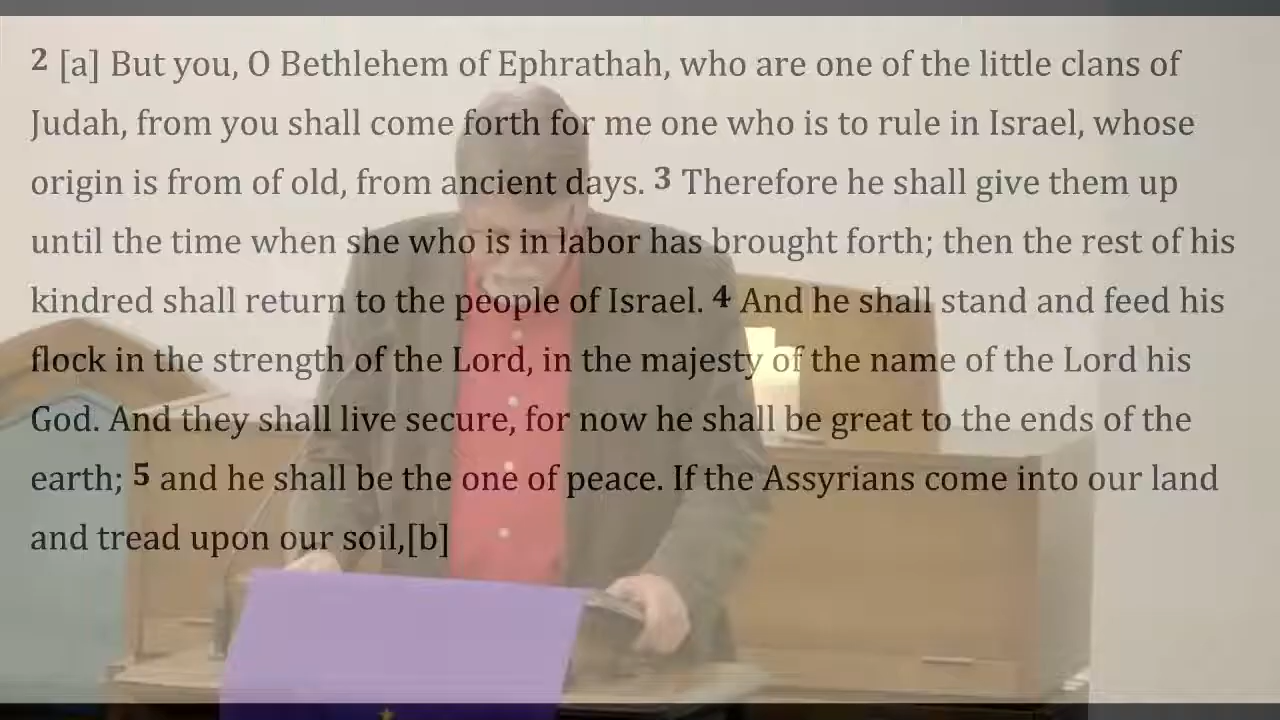 2 [a] But you, O Bethlehem of Ephrathah, who are one of the little clans of
Judah, from you shall come forth for me one who is to rule in Israel, whose
origin is from of old, from ancient days. 3 Therefore he shall give them up
until the time when she who is in labor has brought forth; then the rest of his
kindred shall return to the people of Israel. 4 And he shall stand and feed his
flock in the strength of the Lord, in the majesty of the name of the Lord his
God. And they shall live secure, for now he shall be great to the ends of the
earth; 5 and he shall be the one of peace. If the Assyrians come into our land
and tread upon our soil,[b]